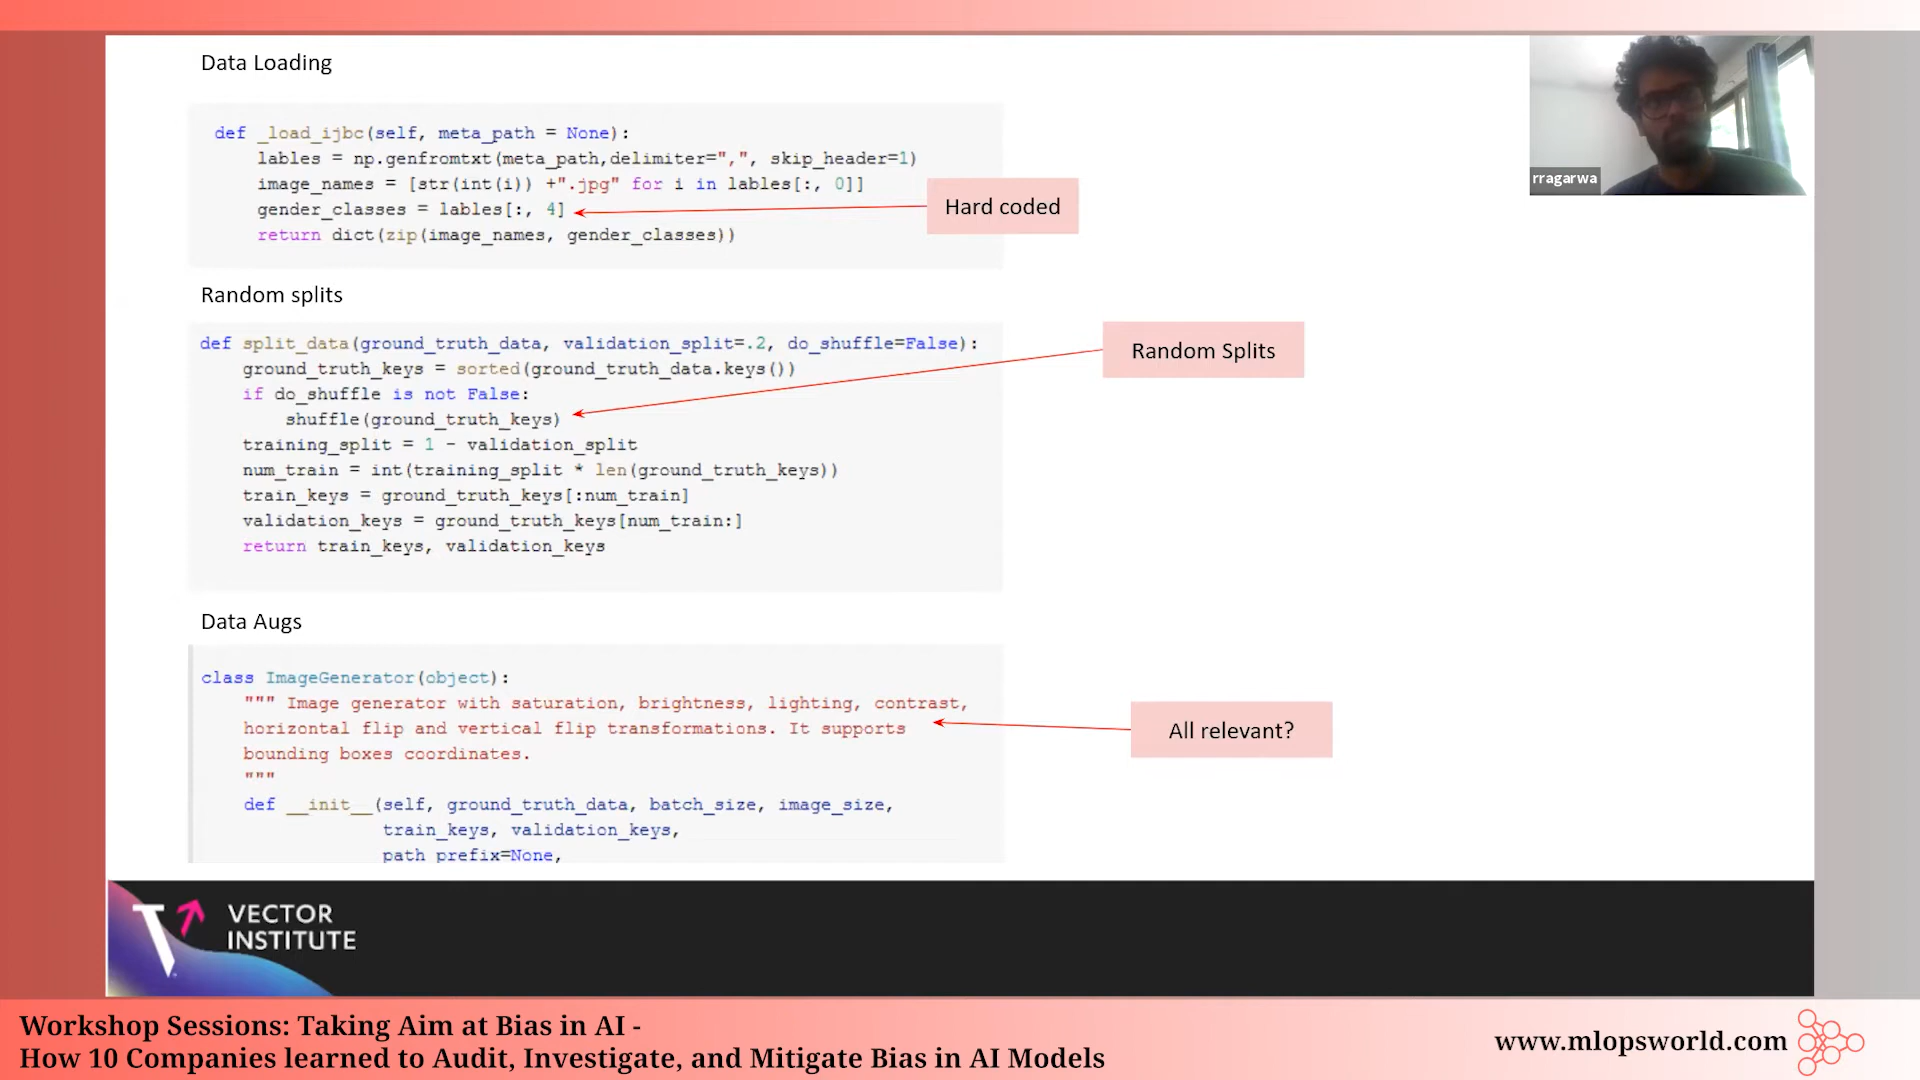 Data Loading
def _load_ijbc(self, meta_path = None):
lables = np.genfromtxt(meta_path,delimiter=",", skip_header=1)
image_names = [str(int(i)) +".jpg" for i in lables[:, 0]]
gender_classes = lables[:, 4]
return dict(zip(image_names, gender_classes))
Hard coded
rragarwa
Random splits
def split_data(ground_truth_data, validation_split=.2, do_shuffle=False):
ground_truth_keys = sorted(ground_truth_data.keys())
if do_shuffle is not False:
shuffle(ground_truth_keys)
training_split = 1 - validation_split
num_train = int(training_split * len(ground_truth_keys))
train_keys = ground_truth_keys[:num_train]
validation_keys = ground_truth_keys[num_train:]
return train_keys, validation_keys
Random Splits
Data Augs
class ImageGenerator(object):
""" Image generator with saturation, brightness, lighting, contrast,
horizontal flip and vertical flip transformations. It supports
bounding boxes coordinates.
"""
def __init__(self, ground_truth_data, batch_size, image_size,
train_keys, validation_keys,
path_prefix=None,
All relevant?
VECTOR
INSTITUTE
Workshop Sessions: Taking Aim at Bias in AI -
How 10 Companies learned to Audit, Investigate, and Mitigate Bias in AI Models
www.mlopsworld.com